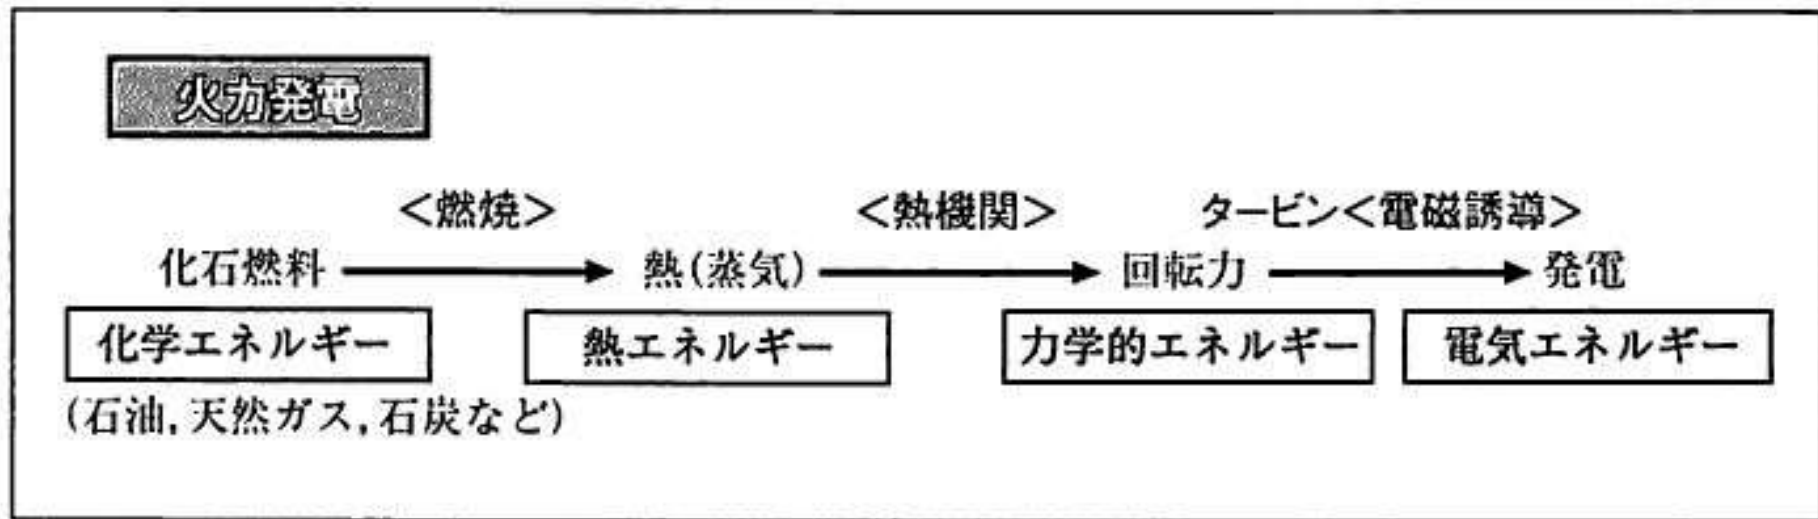 火力発電
<燃焼> <熱機関> タービン<電磁誘導>
化石燃料 熱(蒸気) 回転力 発電
化学エネルギー 熱エネルギー 力学的エネルギー 電気エネルギー
(石油,天然ガス,石炭など)